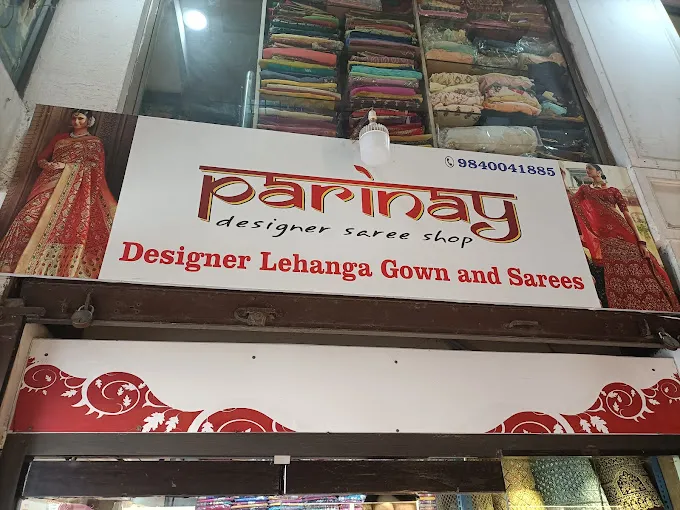 9840041885
Parinay
designer saree shop
Designer Lehanga Gown and Sarees